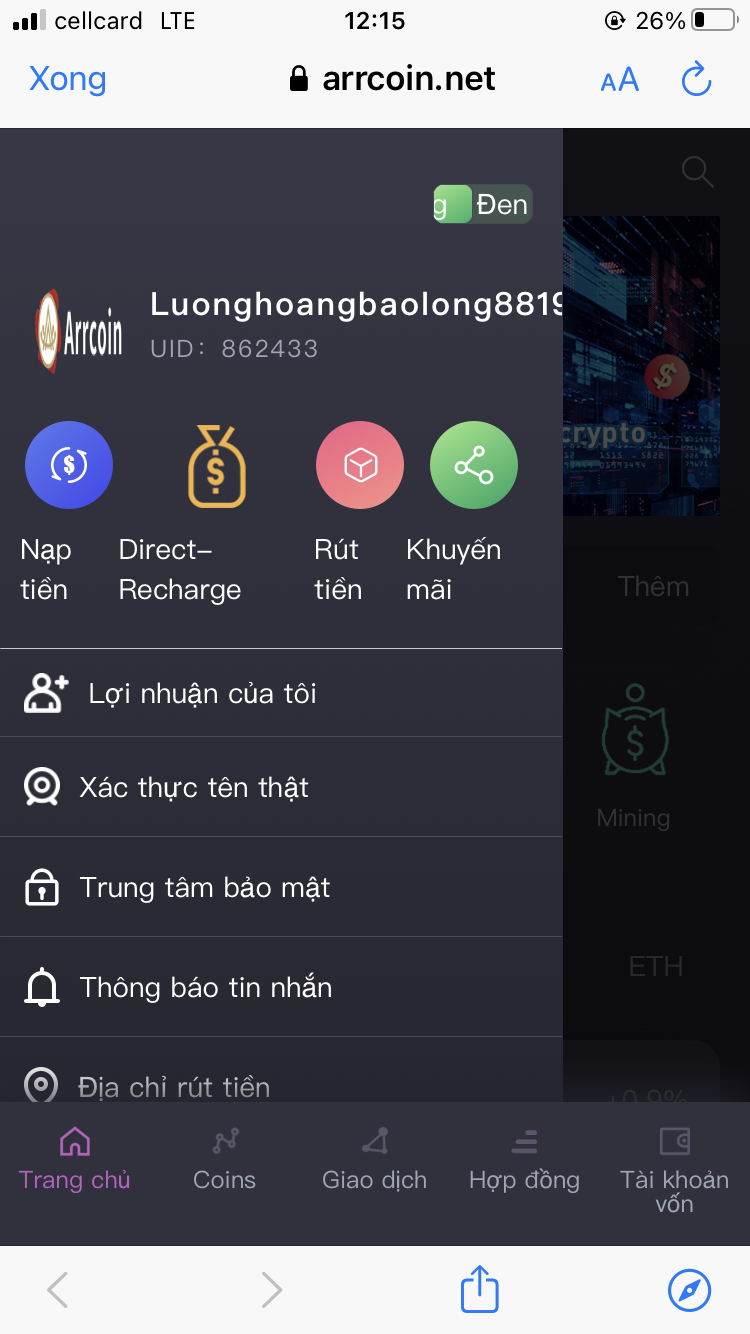 cellcard LTE 12:15 26%
Xong arrcoin.net AA
g Đen
Arrcoin
Luonghoangbaolong8819
UID: 862433
crypto
Nạp tiền
Direct-Recharge
Rút tiền
Khuyến mãi
Thêm
Lợi nhuận của tôi
Xác thực tên thật
Mining
Trung tâm bảo mật
ETH
Thông báo tin nhắn
Địa chỉ rút tiền
+0.9%
Trang chủ
Coins
Giao dịch
Hợp đồng
Tài khoản vốn